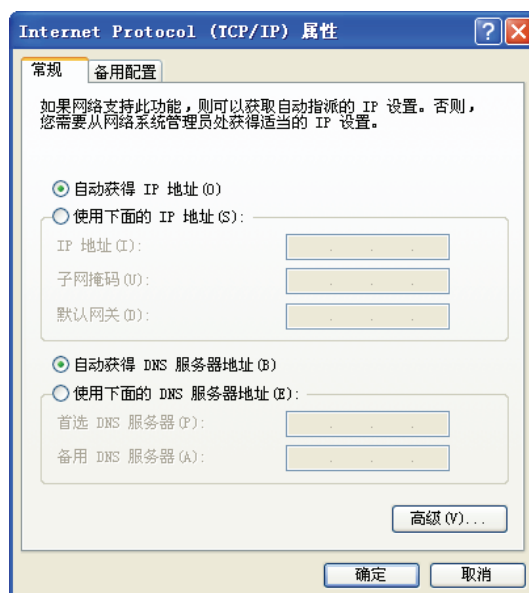 Internet Protocol (TCP/IP) 属性
常规
备用配置
如果网络支持此功能，则可以获取自动指派的 IP 设置。否则，
您需要从网络系统管理员处获得适当的 IP 设置。
自动获得 IP 地址(O)
使用下面的 IP 地址(S):
IP 地址(I):
子网掩码(U):
默认网关(D):
自动获得 DNS 服务器地址(B)
使用下面的 DNS 服务器地址(E):
首选 DNS 服务器(P):
备用 DNS 服务器(A):
高级(V)...
确定
取消